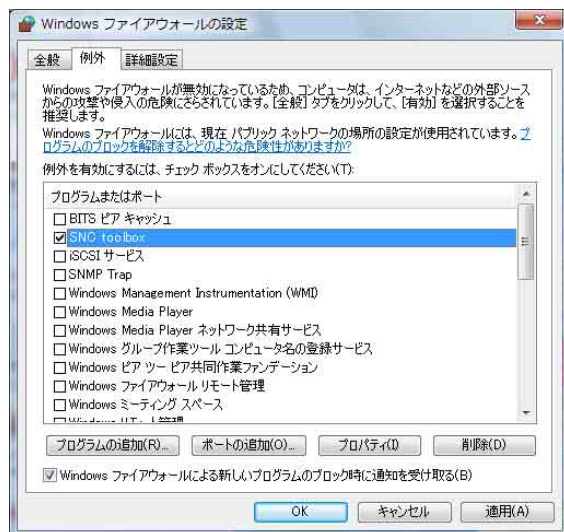 Windows ファイアウォールの設定
全般
例外
詳細設定
Windows ファイアウォールが無効になっているため、コンピュータは、インターネットなどの外部ソース
からの攻撃や侵入の危険にさらされています。[全般] タブをクリックして、[有効] を選択することを
推奨します。
Windows ファイアウォールには、現在 パブリック ネットワークの場所の設定が使用されています。プ
ログラムのブロックを解除するとどのような危険性がありますか?
例外を有効にするには、チェック ボックスをオンにしてください(T):
プログラムまたはポート
BITS ピア キャッシュ
SNC toolbox
iSCSI サービス
SNMP Trap
Windows Management Instrumentation (WMI)
Windows Media Player
Windows Media Player ネットワーク共有サービス
Windows グループ作業ツール コンピュータ名の登録サービス
Windows ピア ツー ピア共同作業ファンデーション
Windows ファイアウォール リモート管理
Windows ミーティング スペース
Windows リモート管理
プログラムの追加(R)...
ポートの追加(O)...
プロパティ(I)
削除(D)
Windows ファイアウォールによる新しいプログラムのブロック時に通知を受け取る(B)
OK
キャンセル
適用(A)